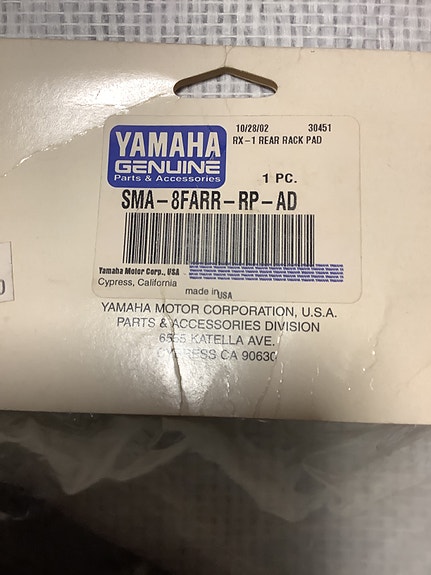 10/28/02 30451
RX-1 REAR RACK PAD
YAMAHA
GENUINE
Parts & Accessories
1 PC.
SMA-8FARR-RP-AD
Yamaha Motor Corp., USA
Cypress, California
made in USA
YAMAHA MOTOR CORPORATION, U.S.A.
PARTS & ACCESSORIES DIVISION
6555 KATELLA AVE.
CYPRESS CA 90630
0